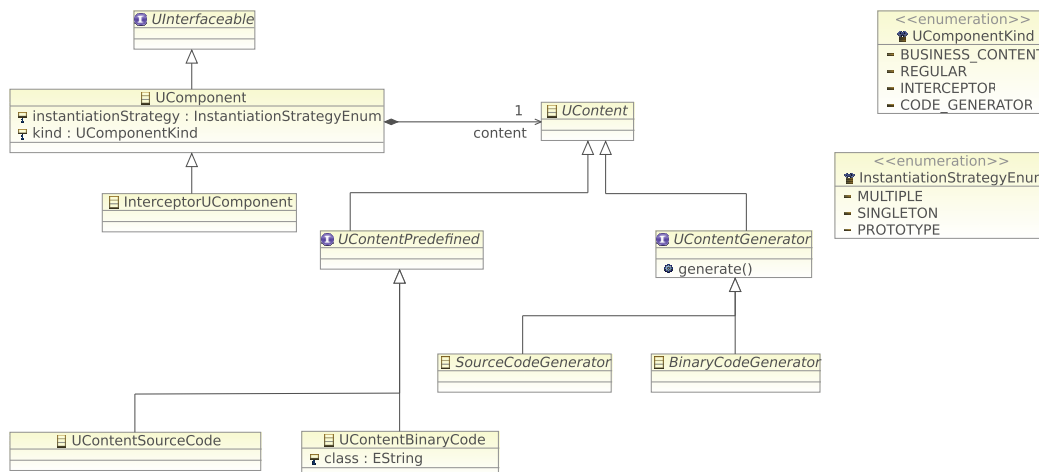 UInterfaceable
<<enumeration>>
UComponentKind
BUSINESS_CONTENT
REGULAR
INTERCEPTOR
CODE_GENERATOR
UComponent
instantiationStrategy : InstantiationStrategyEnum
kind : UComponentKind
1
content
UContent
<<enumeration>>
InstantiationStrategyEnum
MULTIPLE
SINGLETON
PROTOTYPE
InterceptorUComponent
UContentPredefined
UContentGenerator
generate()
SourceCodeGenerator
BinaryCodeGenerator
UContentSourceCode
UContentBinaryCode
class : EString